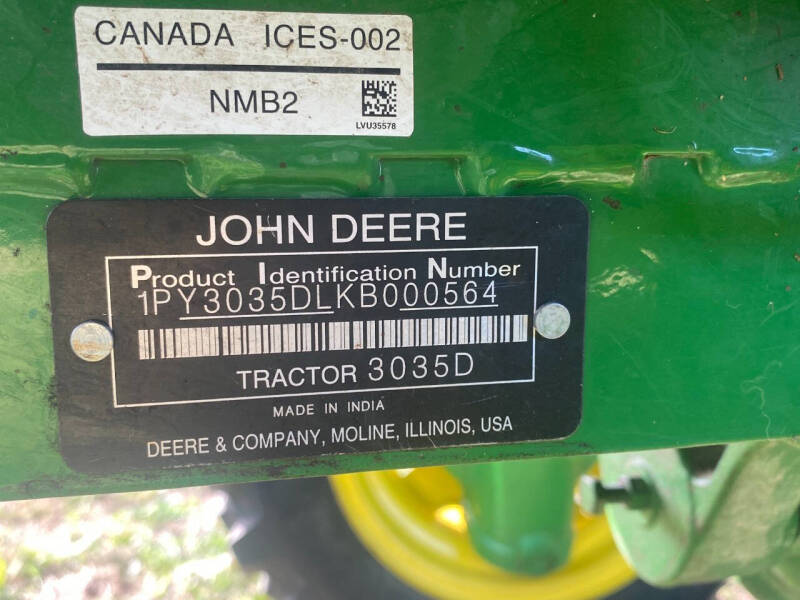 CANADA ICES-002
NMB2
LVU35578
JOHN DEERE
Product Identification Number
1PY3035DLKB000564
TRACTOR 3035D
MADE IN INDIA
DEERE & COMPANY, MOLINE, ILLINOIS, USA